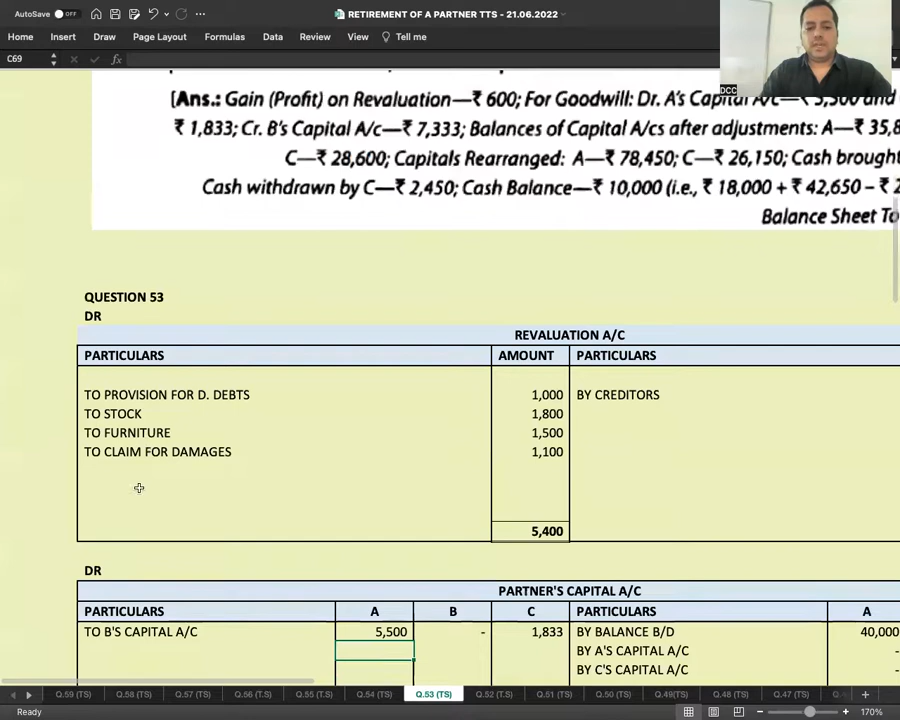 AutoSave OFF RETIREMENT OF A PARTNER TTS - 21.06.2022
Home Insert Draw Page Layout Formulas Data Review View Tell me
C69 fx
DCC
[Ans.: Gain (Profit) on Revaluation—₹ 600; For Goodwill: Dr. A's Capital A/c—₹ 5,500 and
₹ 1,833; Cr. B's Capital A/c—₹ 7,333; Balances of Capital A/cs after adjustments: A—₹ 35,8
C—₹ 28,600; Capitals Rearranged: A—₹ 78,450; C—₹ 26,150; Cash brought
Cash withdrawn by C—₹ 2,450; Cash Balance—₹ 10,000 (i.e., ₹ 18,000 + ₹ 42,650 – ₹ 2
Balance Sheet To
QUESTION 53
DR
REVALUATION A/C
PARTICULARS AMOUNT PARTICULARS
TO PROVISION FOR D. DEBTS 1,000 BY CREDITORS
TO STOCK 1,800
TO FURNITURE 1,500
TO CLAIM FOR DAMAGES 1,100
5,400
DR
PARTNER'S CAPITAL A/C
PARTICULARS A B C PARTICULARS A
TO B'S CAPITAL A/C 5,500 - 1,833 BY BALANCE B/D 40,000
BY A'S CAPITAL A/C -
BY C'S CAPITAL A/C -
Q.59 (TS) Q.58 (TS) Q.57 (TS) Q.56 (T.S) Q.55 (T.S) Q.54 (TS) Q.53 (TS) Q.52 (T.S) Q.51 (TS) Q.50 (TS) Q.49(TS) Q.48 (TS) Q.47 (TS)
Ready 170%